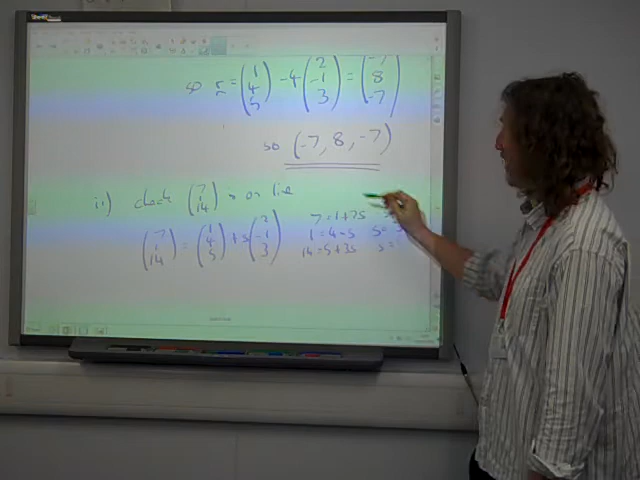 so r = (1 4 5) - 4 (2 -1 3) = (-7 8 -7)
so (-7, 8, -7)
ii) check (7 1 14) is on line
(7 1 14) = (1 4 5) + s (2 -1 3)
7 = 1 + 2s
1 = 4 - s s = 3
14 = 5 + 3s s =